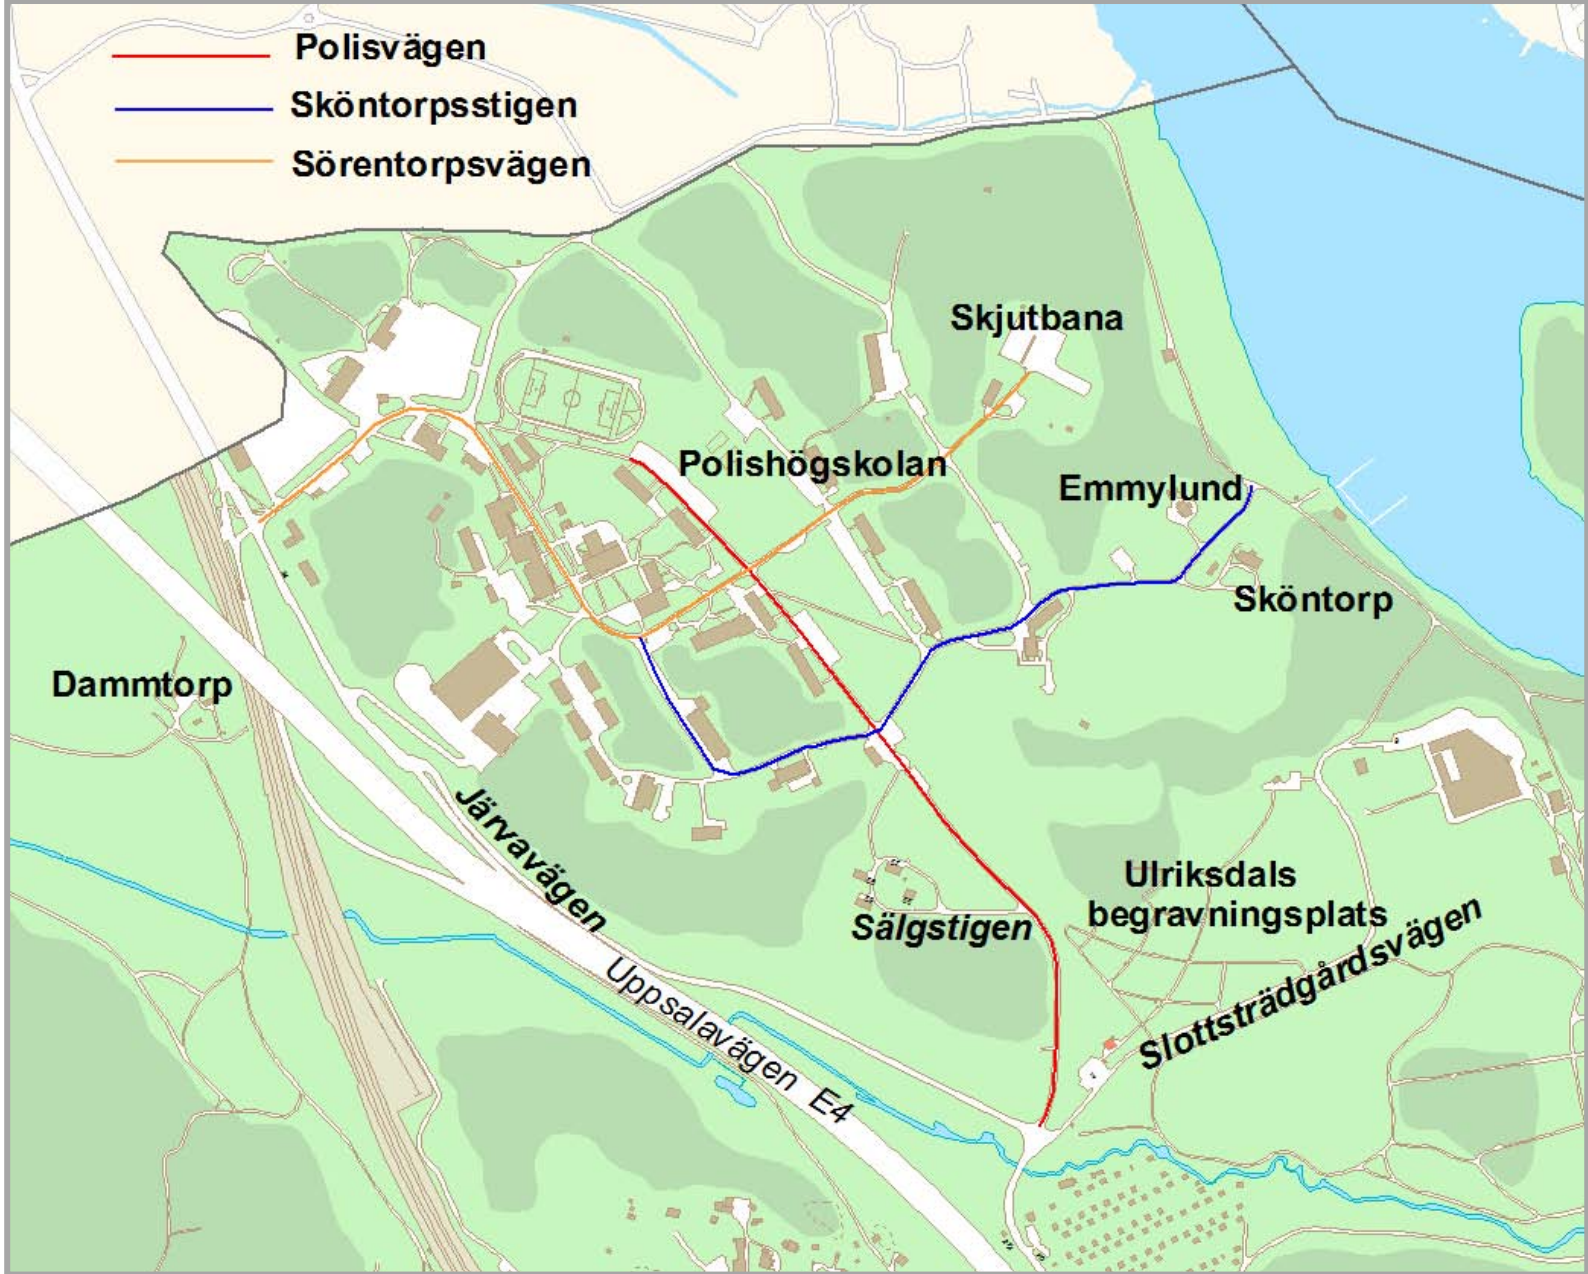 Polisvägen
Sköntorpsstigen
Sörentorpsvägen
Skjutbana
Polishögskolan
Emmylund
Sköntorp
Dammtorp
Järvavägen
Ulriksdals
begravningsplats
Sälgstigen
Slottsträdgårdsvägen
Uppsalavägen E4